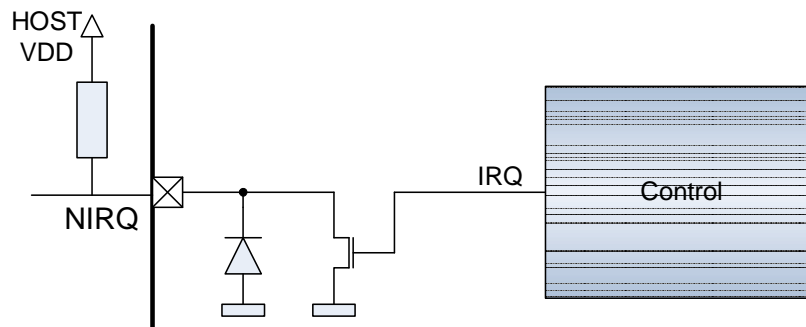 HOST
VDD
NIRQ
IRQ
Control